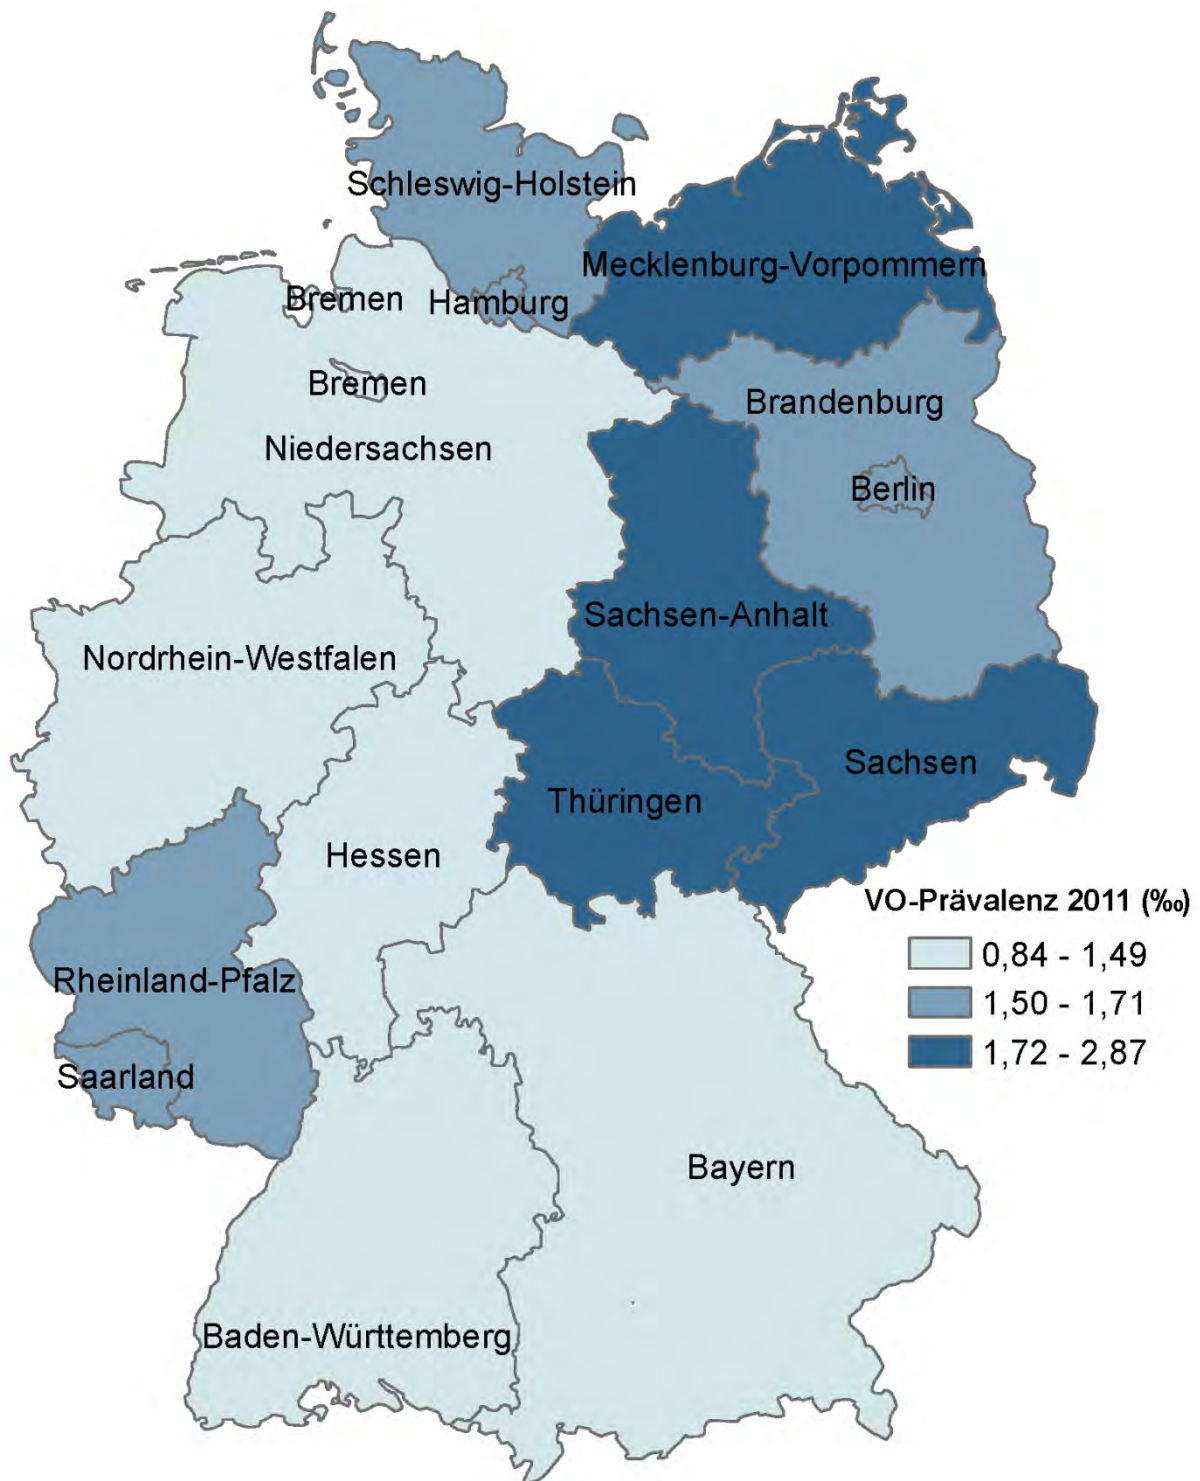 Schleswig-Holstein
Mecklenburg-Vorpommern
Bremen
Hamburg
Bremen
Brandenburg
Niedersachsen
Berlin
Sachsen-Anhalt
Nordrhein-Westfalen
Sachsen
Thüringen
Hessen
VO-Prävalenz 2011 (‰)
0,84 - 1,49
1,50 - 1,71
1,72 - 2,87
Rheinland-Pfalz
Saarland
Bayern
Baden-Württemberg